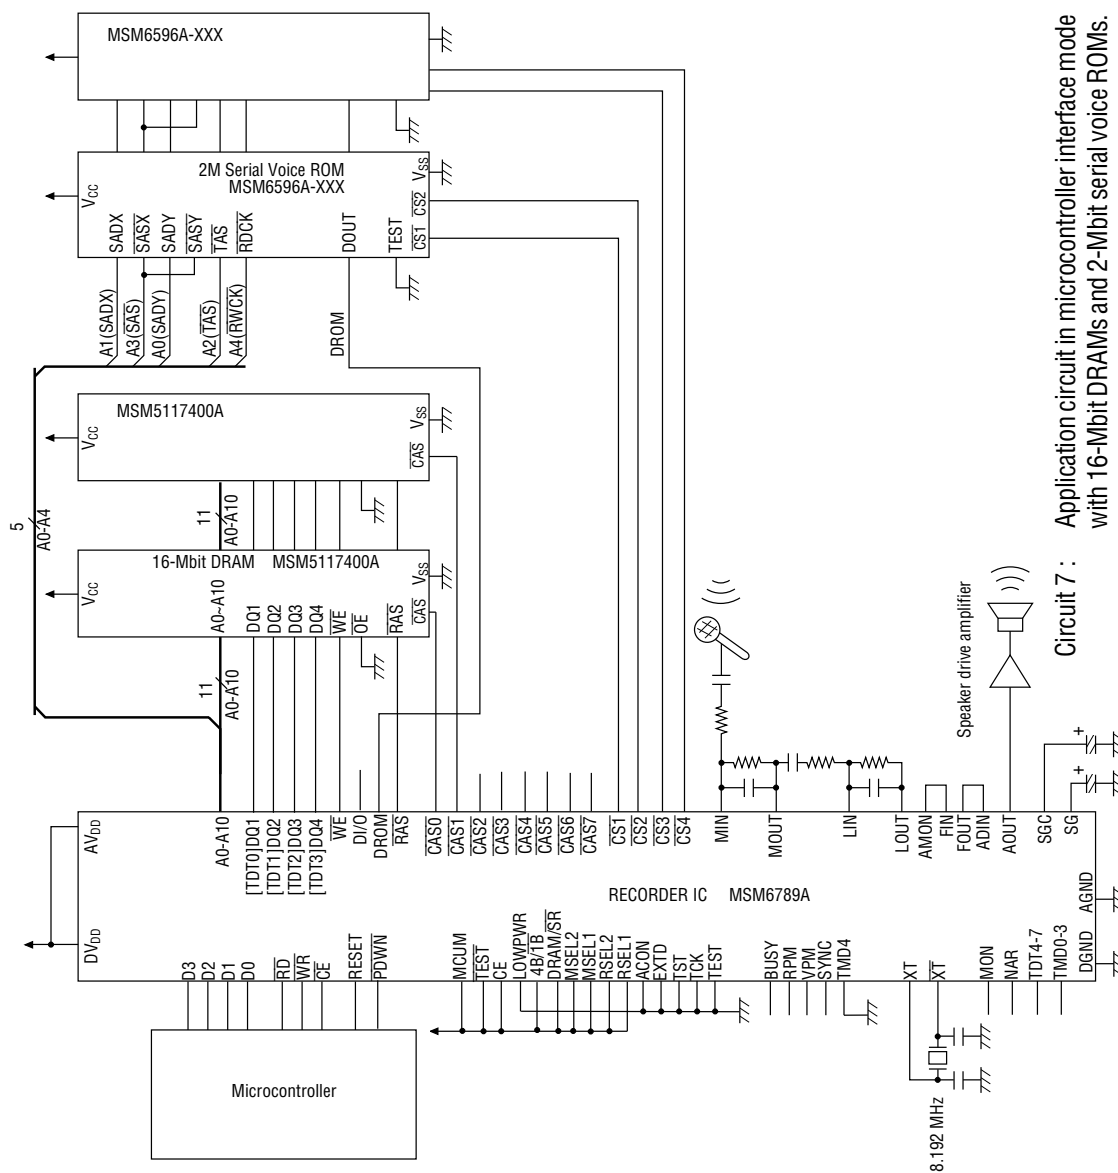 MSM6596A-XXX
2M Serial Voice ROM
MSM6596A-XXX
VCC
VSS
SADX
SASX
SADY
SASY
TAS
RDCK
DOUT
TEST
CS1
CS2
A1(SADX)
A3(SAS)
A0(SADY)
A2(TAS)
A4(RWCK)
DROM
5
A0-A4
MSM5117400A
VCC
VSS
CAS
11
A0-A10
16-Mbit DRAM MSM5117400A
VCC
VSS
A0~A10
DQ1
DQ2
DQ3
DQ4
WE
OE
RAS
CAS
11
A0-A10
Speaker drive amplifier
DVDD
AVDD
A0-A10
[TDT0]DQ1
[TDT1]DQ2
[TDT2]DQ3
[TDT3]DQ4
WE
DI/O
DROM
RAS
CAS0
CAS1
CAS2
CAS3
CAS4
CAS5
CAS6
CAS7
CS1
CS2
CS3
CS4
MIN
MOUT
LIN
LOUT
AMON
FIN
FOUT
ADIN
AOUT
SGC
SG
+
+
RECORDER IC MSM6789A
DGND
AGND
D3
D2
D1
D0
RD
WR
CE
RESET
PDWN
MCUM
TEST
CE
LOWPWR
4B/1B
DRAM/SR
MSEL2
MSEL1
RSEL2
RSEL1
ACON
EXTD
TST
TCK
TEST
BUSY
RPM
VPM
SYNC
TMD4
XT
XT
MON
NAR
TDT4-7
TMD0-3
Microcontroller
8.192 MHz
Circuit 7 : Application circuit in microcontroller interface mode
with 16-Mbit DRAMs and 2-Mbit serial voice ROMs.